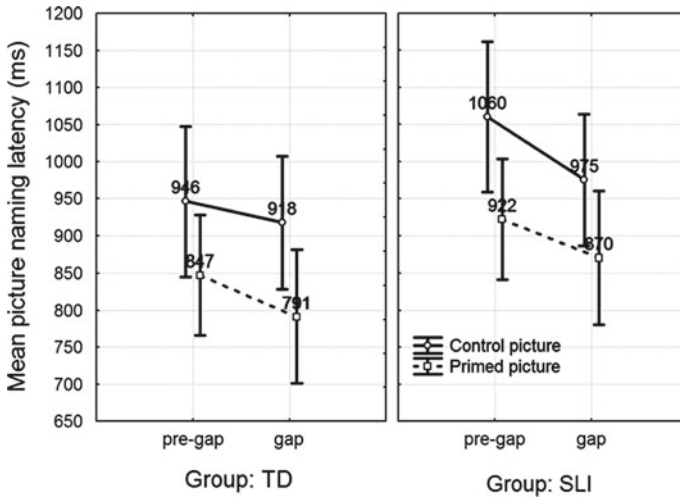 Mean picture naming latency (ms)
1200
1150
1100
1050
1000
950
900
850
800
750
700
650
946
918
847
791
pre-gap gap
Group: TD
1060
975
922
870
Control picture
Primed picture
pre-gap gap
Group: SLI